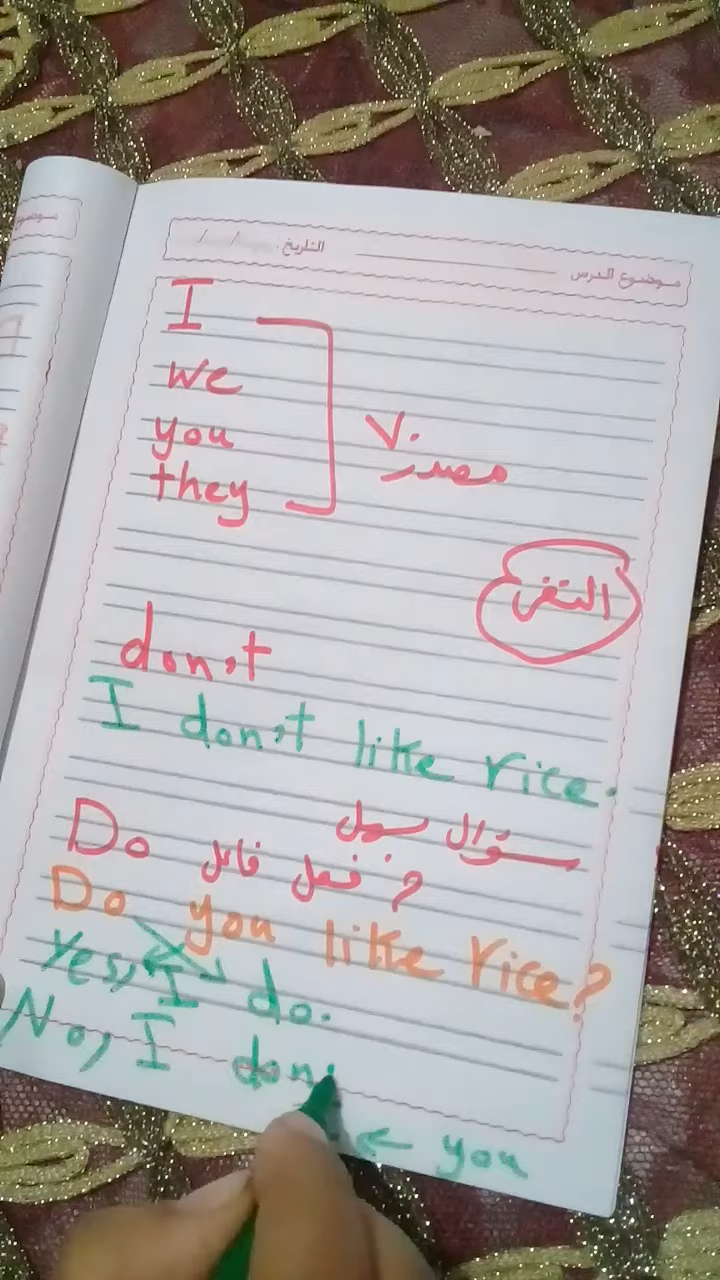 موضوع الدرس التاريخ / /
I
we
you
they
مصدر v.
don't
I don't like rice.
سؤال سهل
Do فاعل فعل م
Do you like rice?
Yes, I do.
No, I don'
← you